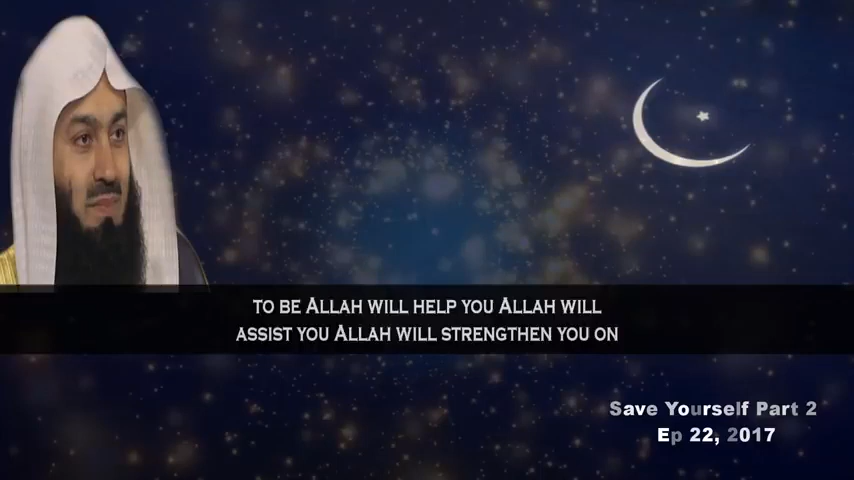 TO BE ALLAH WILL HELP YOU ALLAH WILL
ASSIST YOU ALLAH WILL STRENGTHEN YOU ON
Save Yourself Part 2
Ep 22, 2017